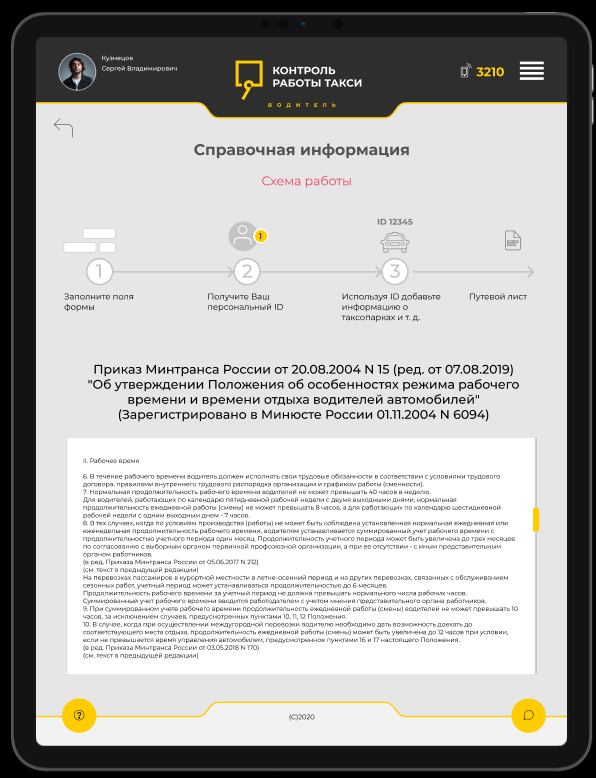 Кузнецов
Сергей Владимирович
КОНТРОЛЬ
РАБОТЫ ТАКСИ
ВОДИТЕЛЬ
3210
Справочная информация
Схема работы
ID 12345
1
1
2
3
Заполните поля
формы
Получите Ваш
персональный ID
Используя ID добавьте
информацию о
таксопарках и т. д.
Путевой лист
Приказ Минтранса России от 20.08.2004 N 15 (ред. от 07.08.2019)
"Об утверждении Положения об особенностях режима рабочего
времени и времени отдыха водителей автомобилей"
(Зарегистрировано в Минюсте России 01.11.2004 N 6094)
II. Рабочее время
6. В течение рабочего времени водитель должен исполнять свои трудовые обязанности в соответствии с условиями трудового
договора, правилами внутреннего трудового распорядка организации и графиком работы (сменности).
7. Нормальная продолжительность рабочего времени водителей не может превышать 40 часов в неделю.
Для водителей, работающих по календарю пятидневной рабочей недели с двумя выходными днями, нормальная
продолжительность ежедневной работы (смены) не может превышать 8 часов, а для работающих по календарю шестидневной
рабочей недели с одним выходным днем - 7 часов.
8. В тех случаях, когда по условиям производства (работы) не может быть соблюдена установленная нормальная ежедневная или
еженедельная продолжительность рабочего времени, водителям устанавливается суммированный учет рабочего времени с
продолжительностью учетного периода один месяц. Продолжительность учетного периода может быть увеличена до трех месяцев
по согласованию с выборным органом первичной профсоюзной организации, а при ее отсутствии - с иным представительным
органом работников.
(в ред. Приказа Минтранса России от 05.06.2017 N 212)
(см. текст в предыдущей редакции)
На перевозках пассажиров в курортной местности в летне-осенний период и на других перевозках, связанных с обслуживанием
сезонных работ, учетный период может устанавливаться продолжительностью до 6 месяцев.
Продолжительность рабочего времени за учетный период не должна превышать нормального числа рабочих часов.
Суммированный учет рабочего времени вводится работодателем с учетом мнения представительного органа работников.
9. При суммированном учете рабочего времени продолжительность ежедневной работы (смены) водителей не может превышать 10
часов, за исключением случаев, предусмотренных пунктами 10, 11, 12 Положения.
10. В случае, когда при осуществлении междугородной перевозки водителю необходимо дать возможность доехать до
соответствующего места отдыха, продолжительность ежедневной работы (смены) может быть увеличена до 12 часов при условии,
если не превышается время управления автомобилем, предусмотренное пунктами 16 и 17 настоящего Положения.
(в ред. Приказа Минтранса России от 03.05.2018 N 170)
(см. текст в предыдущей редакции)
(C)2020